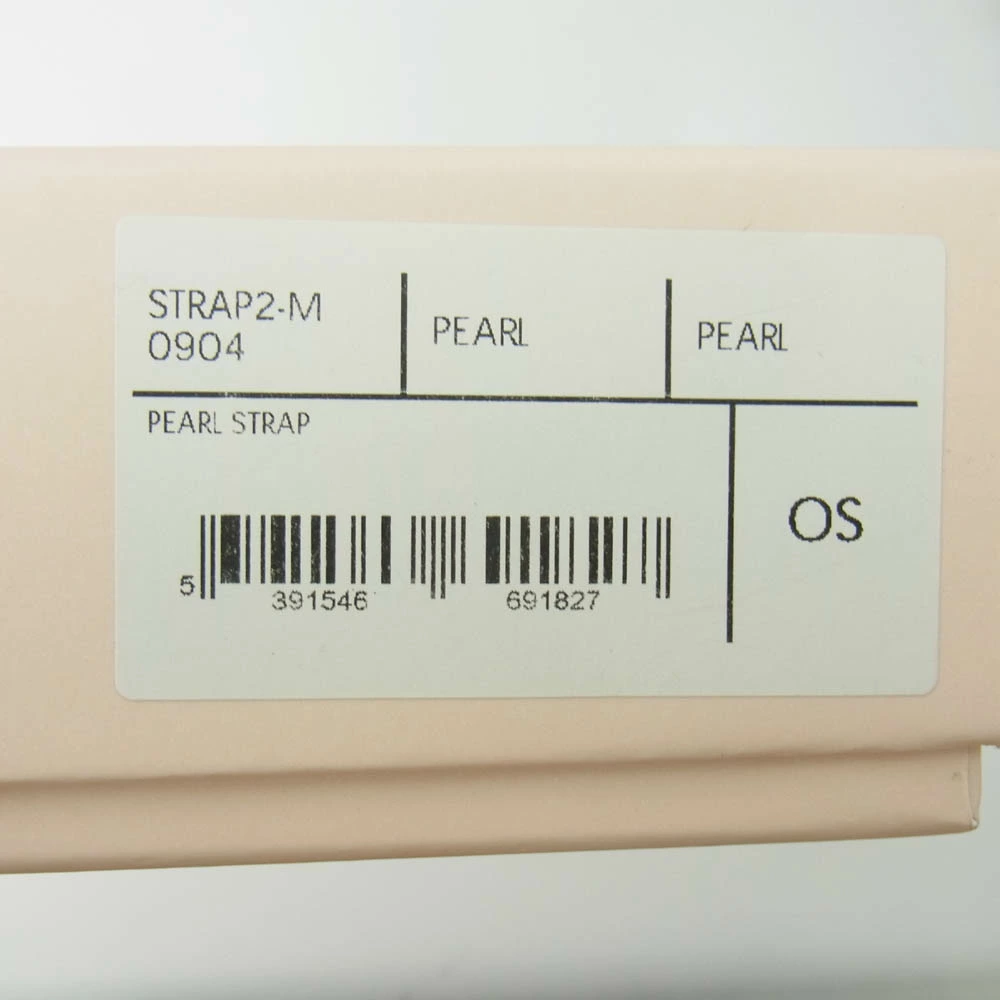 STRAP2-M
0904
PEARL
PEARL
PEARL STRAP
OS
5 391546 691827